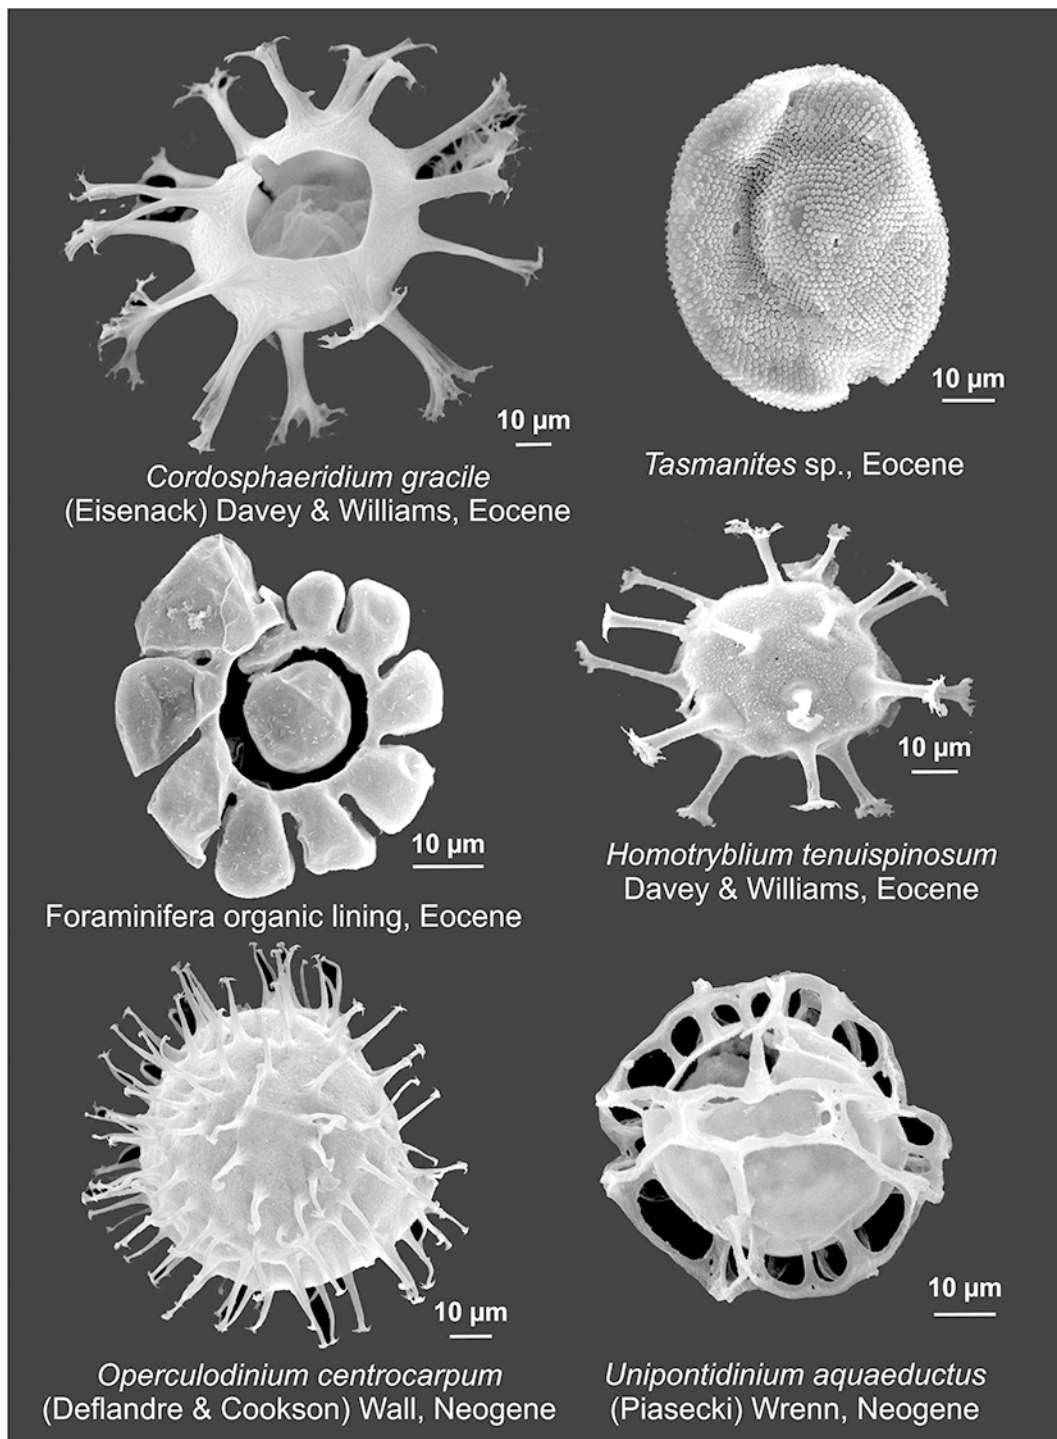 10 µm
Cordosphaeridium gracile
(Eisenack) Davey & Williams, Eocene
10 µm
Tasmanites sp., Eocene
10 µm
Foraminifera organic lining, Eocene
10 µm
Homotryblium tenuispinosum
Davey & Williams, Eocene
10 µm
Operculodinium centrocarpum
(Deflandre & Cookson) Wall, Neogene
10 µm
Unipontidinium aquaeductus
(Piasecki) Wrenn, Neogene